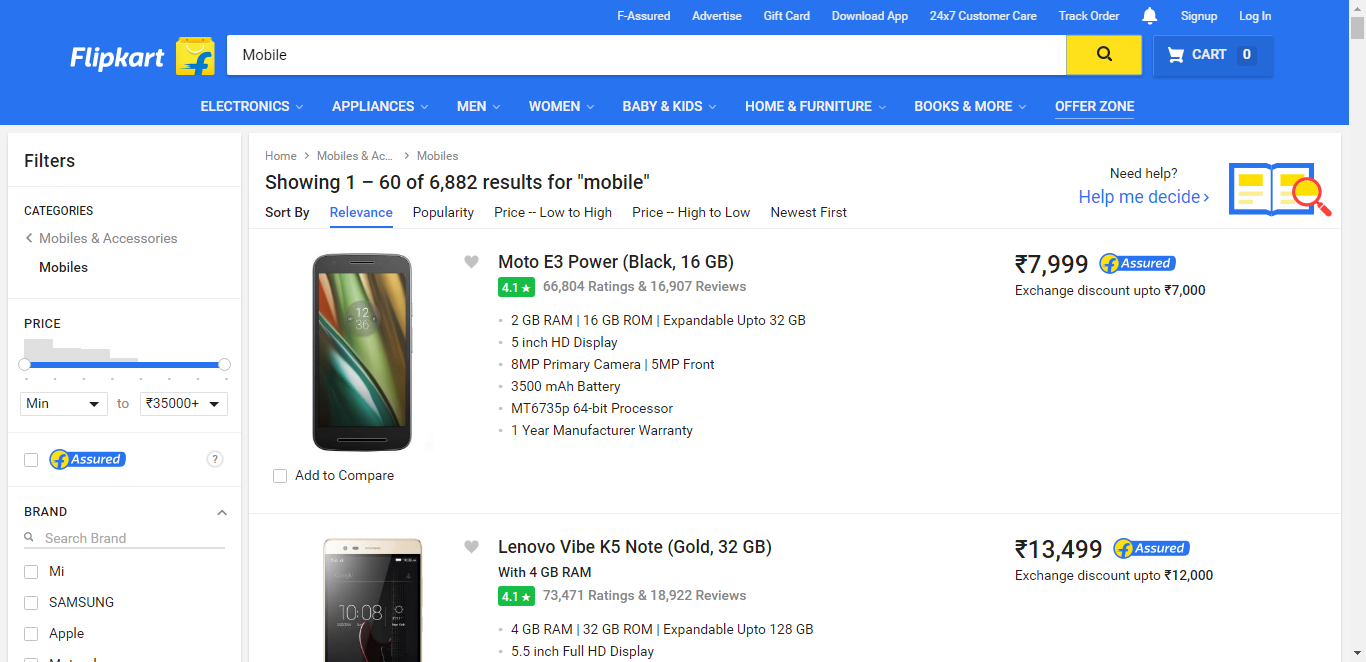 F-Assured Advertise Gift Card Download App 24x7 Customer Care Track Order Signup Log In
Flipkart
Mobile
CART 0
ELECTRONICS APPLIANCES MEN WOMEN BABY & KIDS HOME & FURNITURE BOOKS & MORE OFFER ZONE
Filters
CATEGORIES
Mobiles & Accessories
Mobiles
PRICE
Min to ₹35000+
Assured ?
BRAND
Search Brand
Mi
SAMSUNG
Apple
Home > Mobiles & Ac... > Mobiles
Showing 1 – 60 of 6,882 results for "mobile"
Sort By Relevance Popularity Price -- Low to High Price -- High to Low Newest First
Need help?
Help me decide ›
Moto E3 Power (Black, 16 GB)
4.1 ★ 66,804 Ratings & 16,907 Reviews
2 GB RAM | 16 GB ROM | Expandable Upto 32 GB
5 inch HD Display
8MP Primary Camera | 5MP Front
3500 mAh Battery
MT6735p 64-bit Processor
1 Year Manufacturer Warranty
₹7,999 Assured
Exchange discount upto ₹7,000
12
36
Add to Compare
Lenovo Vibe K5 Note (Gold, 32 GB)
With 4 GB RAM
4.1 ★ 73,471 Ratings & 18,922 Reviews
4 GB RAM | 32 GB ROM | Expandable Upto 128 GB
5.5 inch Full HD Display
₹13,499 Assured
Exchange discount upto ₹12,000
10:08